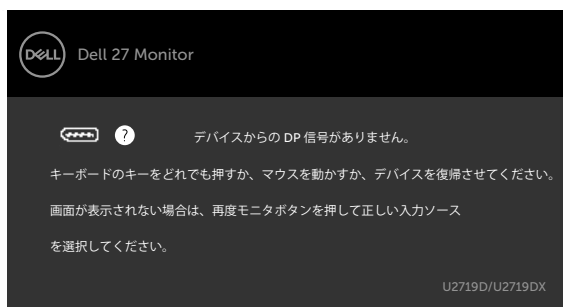 DELL
Dell 27 Monitor
?
デバイスからの DP 信号がありません。
キーボードのキーをどれでも押すか、マウスを動かすか、デバイスを復帰させてください。
画面が表示されない場合は、再度モニタボタンを押して正しい入力ソース
を選択してください。
U2719D/U2719DX